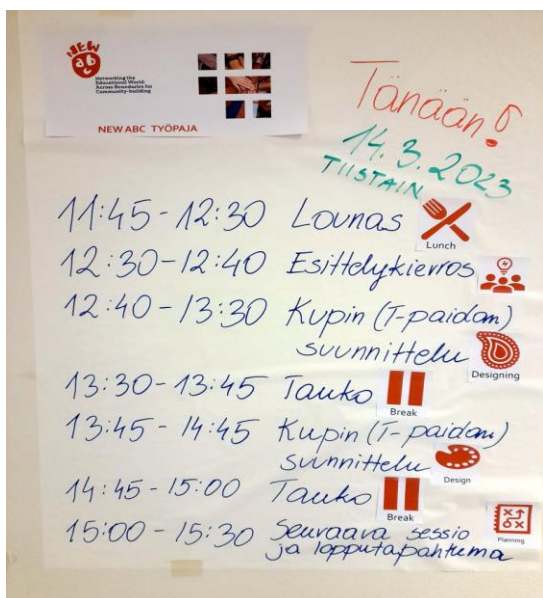 NEW
abc
Networking the
Educational World:
Across Boundaries for
Community-building
NEW ABC TYÖPAJA
Tänään!
14.3.2023
TIISTAIN
11:45-12:30 Lounas
Lunch
12:30-12:40 Esittelykierros
12:40-13:30 Kupin (T-paidan)
suunnittelu
Designing
13:30-13:45 Tauko
Break
13:45-14:45 Kupin (T-paidan)
suunnittelu
Design
14:45-15:00 Tauko
Break
15:00-15:30 Seuraava sessio
ja lopputapahtuma
Planning